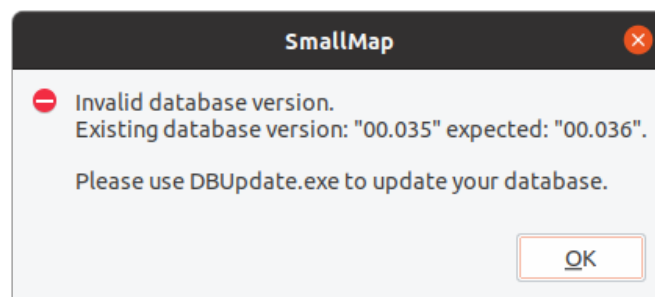 SmallMap
Invalid database version.
Existing database version: "00.035" expected: "00.036".
Please use DBUpdate.exe to update your database.
OK